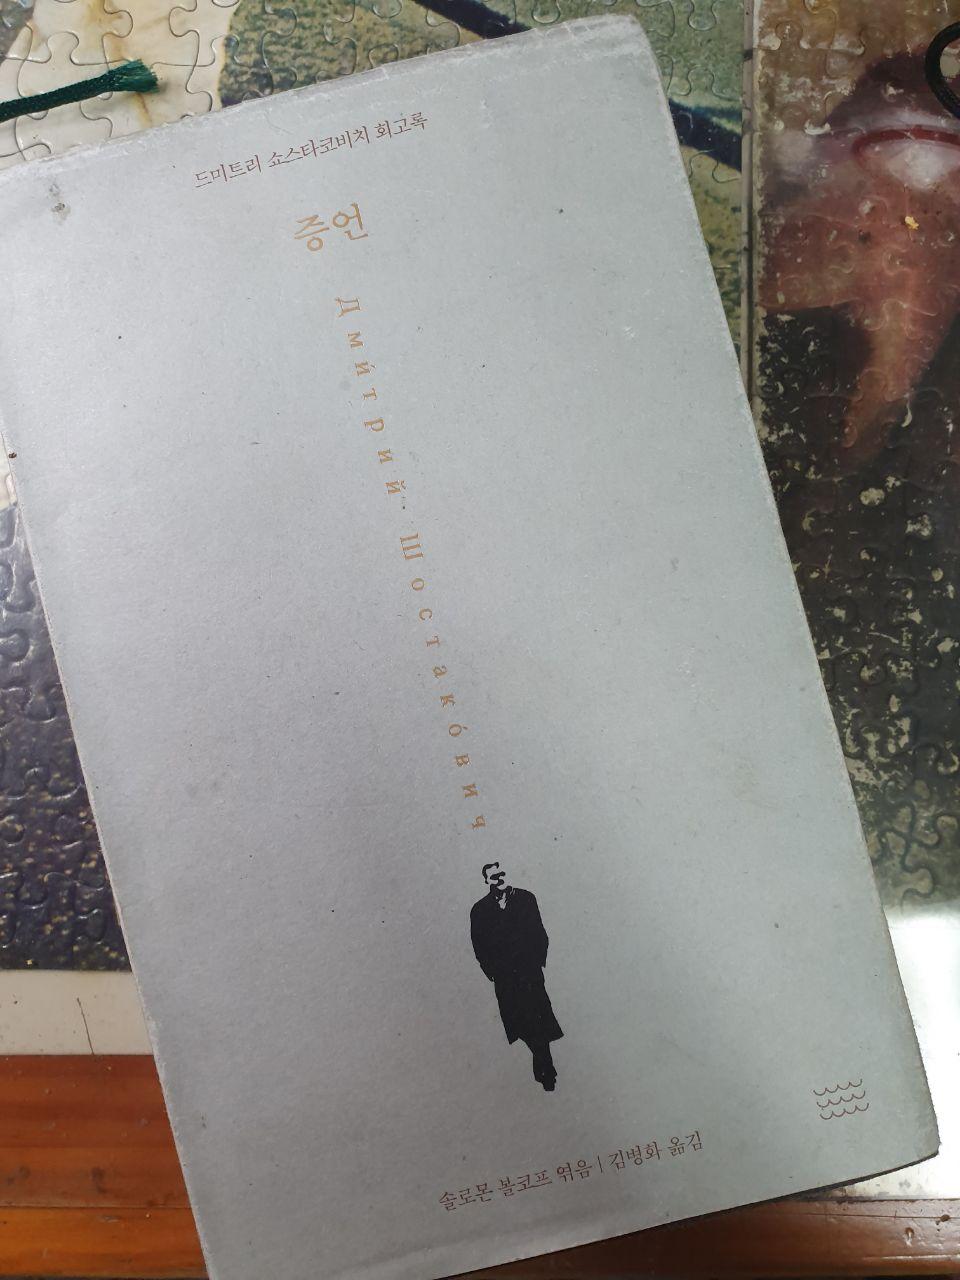 드미트리 쇼스타코비치 회고록
증언
Дми́трий Шостако́вич
솔로몬 볼코프 엮음 | 김병화 옮김